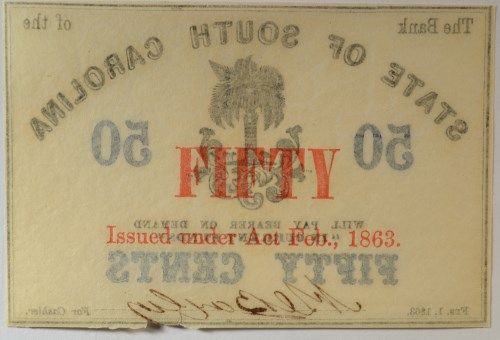 The Bank of the
STATE OF SOUTH CAROLINA
50 50
FIFTY
WILL PAY BEARER ON DEMAND
Issued under Act Feb., 1863.
FIFTY CENTS
FEB. 1, 1863. For Cashier.